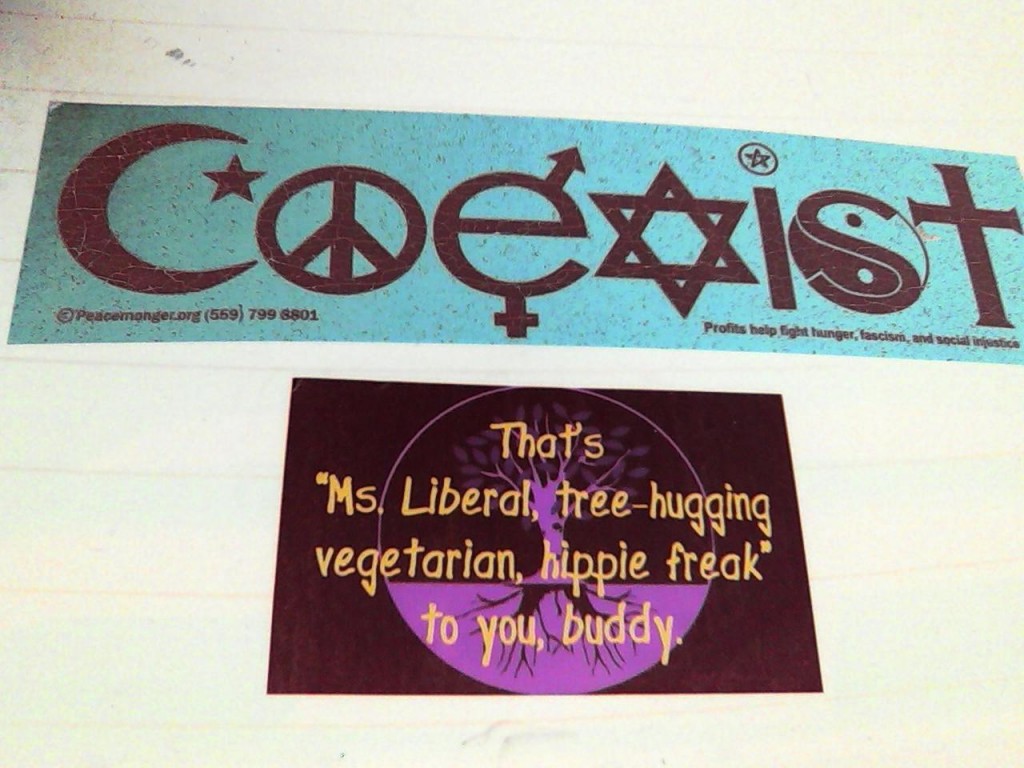 Coexist
©Peacemonger.org (559) 799 8801
Profits help fight hunger, fascism, and social injustice
That's
"Ms. Liberal, tree-hugging
vegetarian, hippie freak"
to you, buddy.